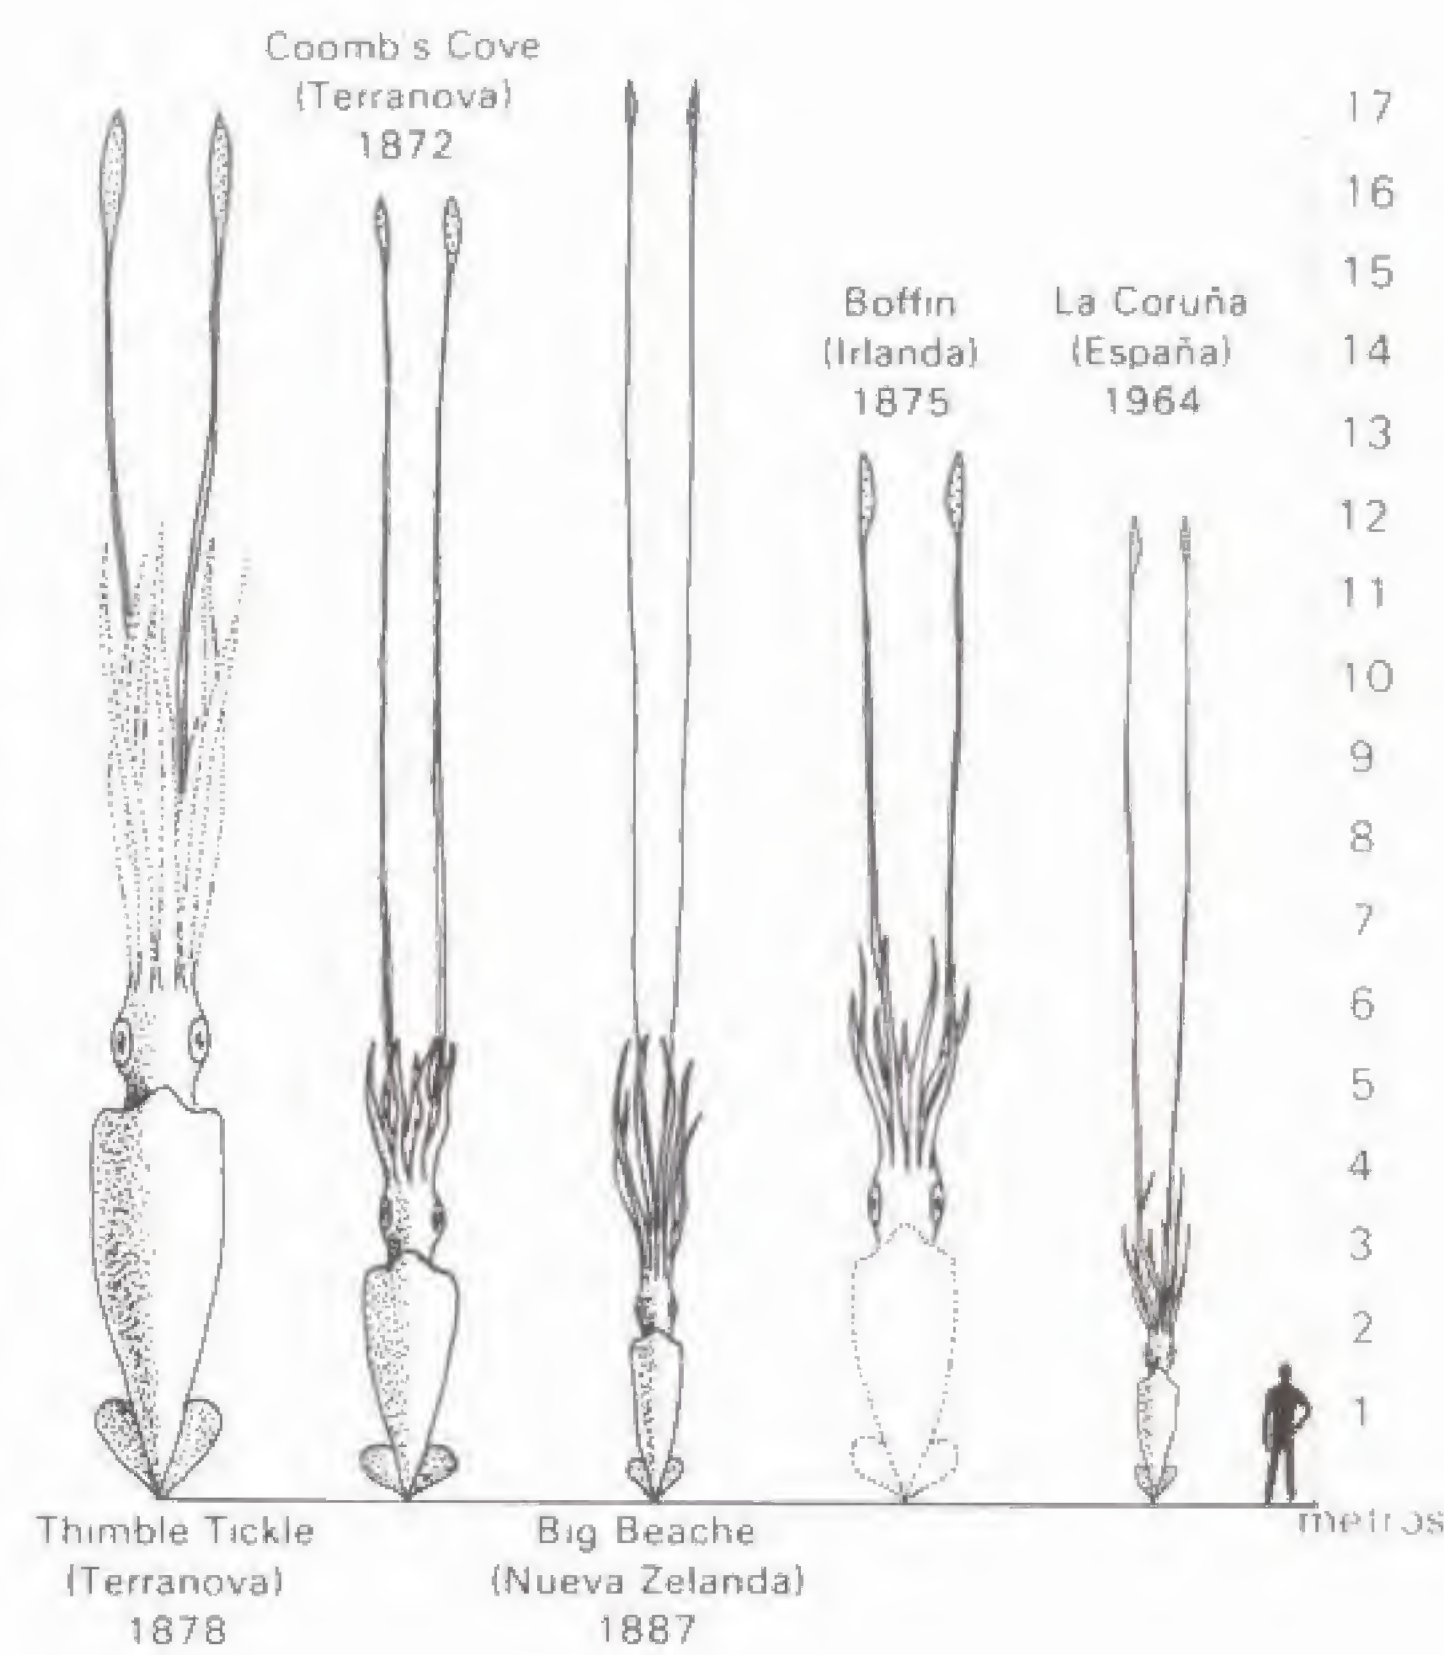 Coomb's Cove
(Terranova)
1872
Boffin
(Irlanda)
1875
La Coruña
(España)
1964
17
16
15
14
13
12
11
10
9
8
7
6
5
4
3
2
1
metros
Thimble Tickle
(Terranova)
1878
Big Beache
(Nueva Zelanda)
1887